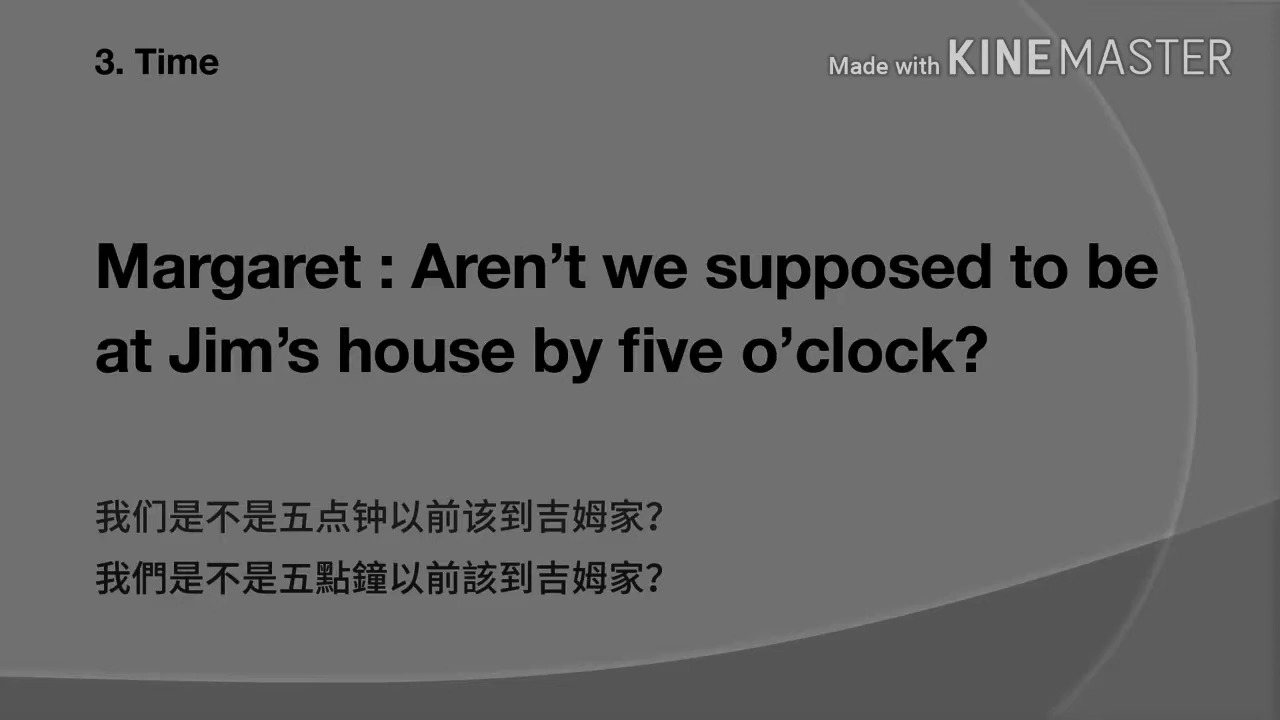 3. Time
Made with KINEMASTER
Margaret : Aren’t we supposed to be
at Jim’s house by five o’clock?
我们是不是五点钟以前该到吉姆家？
我們是不是五點鐘以前該到吉姆家？